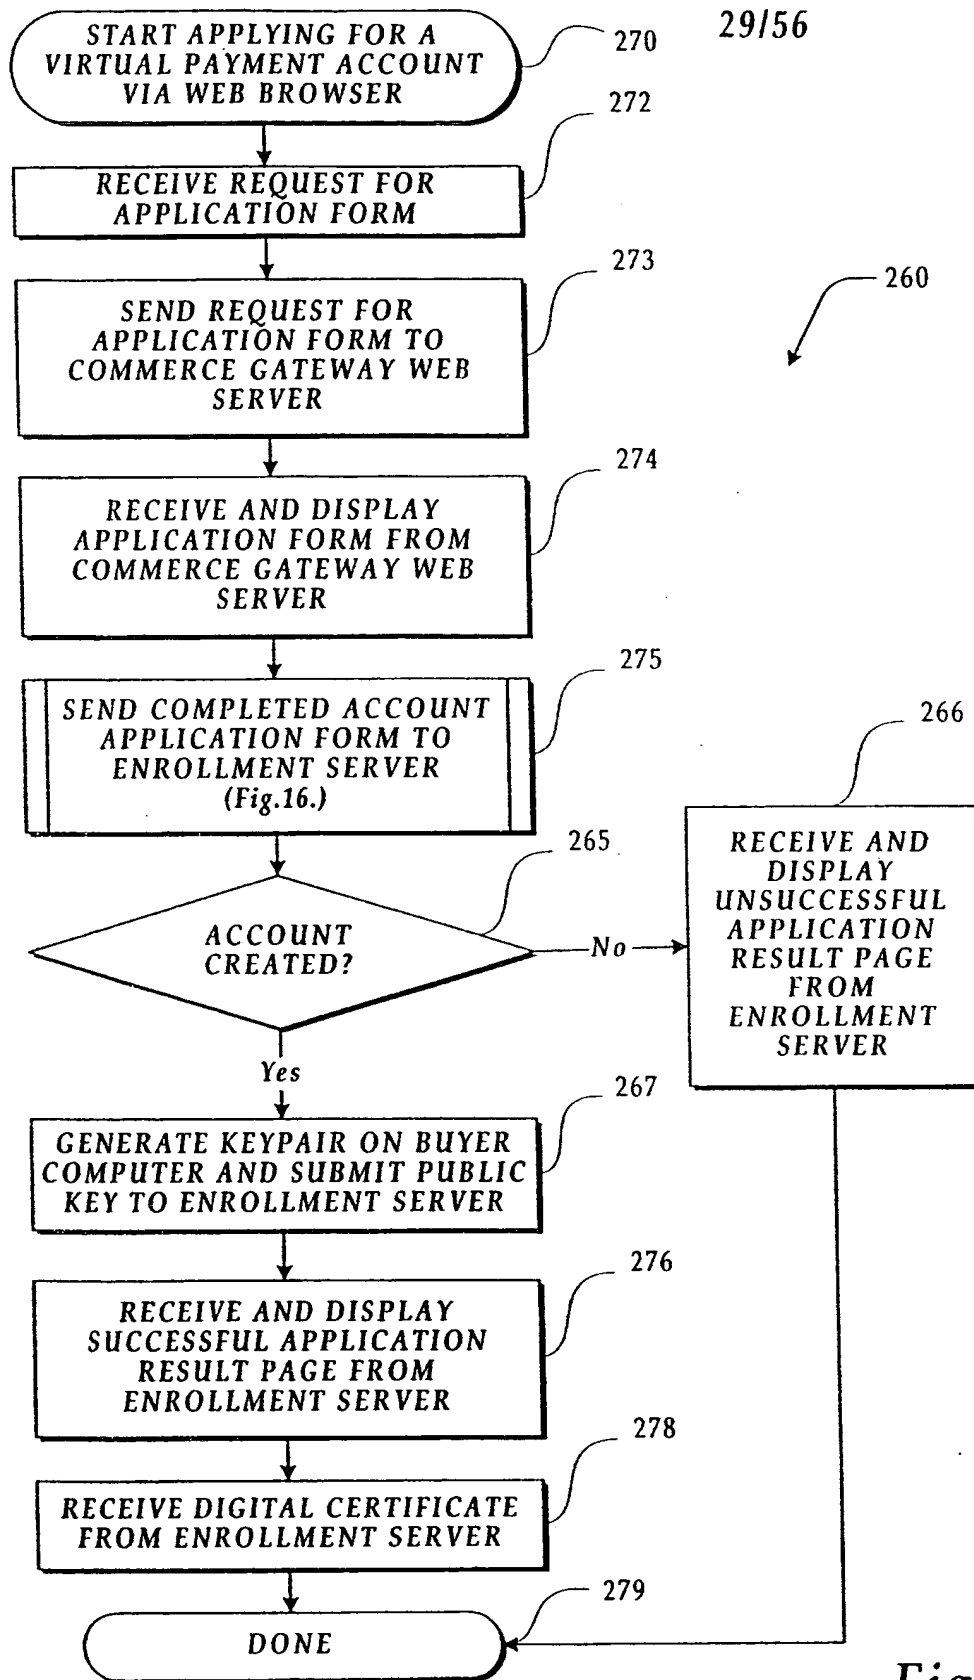 29/56
START APPLYING FOR A
VIRTUAL PAYMENT ACCOUNT
VIA WEB BROWSER
270
272
RECEIVE REQUEST FOR
APPLICATION FORM
273
260
SEND REQUEST FOR
APPLICATION FORM TO
COMMERCE GATEWAY WEB
SERVER
274
RECEIVE AND DISPLAY
APPLICATION FORM FROM
COMMERCE GATEWAY WEB
SERVER
275
SEND COMPLETED ACCOUNT
APPLICATION FORM TO
ENROLLMENT SERVER
(Fig.16.)
266
265
ACCOUNT
CREATED?
No
RECEIVE AND
DISPLAY
UNSUCCESSFUL
APPLICATION
RESULT PAGE
FROM
ENROLLMENT
SERVER
Yes
267
GENERATE KEYPAIR ON BUYER
COMPUTER AND SUBMIT PUBLIC
KEY TO ENROLLMENT SERVER
276
RECEIVE AND DISPLAY
SUCCESSFUL APPLICATION
RESULT PAGE FROM
ENROLLMENT SERVER
278
RECEIVE DIGITAL CERTIFICATE
FROM ENROLLMENT SERVER
279
DONE